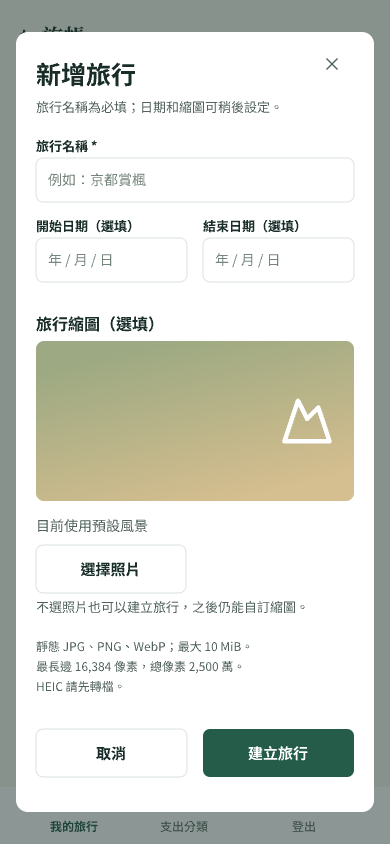 新增旅行
旅行名稱為必填；日期和縮圖可稍後設定。
旅行名稱 *
例如：京都賞楓
開始日期（選填）
結束日期（選填）
年 / 月 / 日
年 / 月 / 日
旅行縮圖（選填）
目前使用預設風景
選擇照片
不選照片也可以建立旅行，之後仍能自訂縮圖。
靜態 JPG、PNG、WebP；最大 10 MiB。
最長邊 16,384 像素，總像素 2,500 萬。
HEIC 請先轉檔。
取消
建立旅行
我的旅行
支出分類
登出